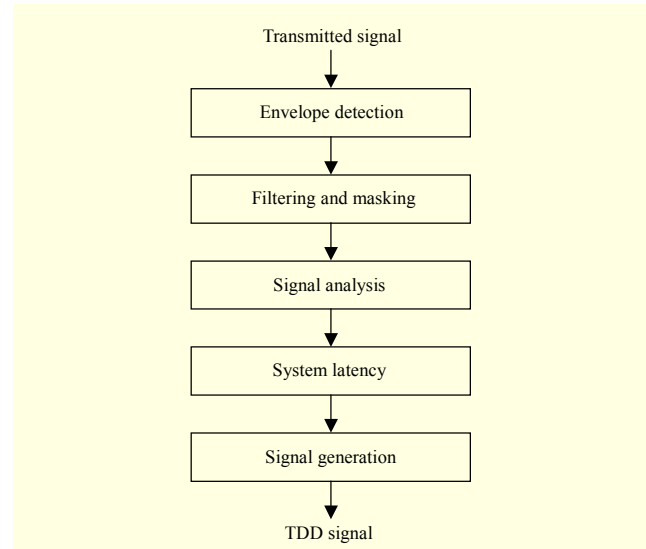 Transmitted signal
Envelope detection
Filtering and masking
Signal analysis
System latency
Signal generation
TDD signal